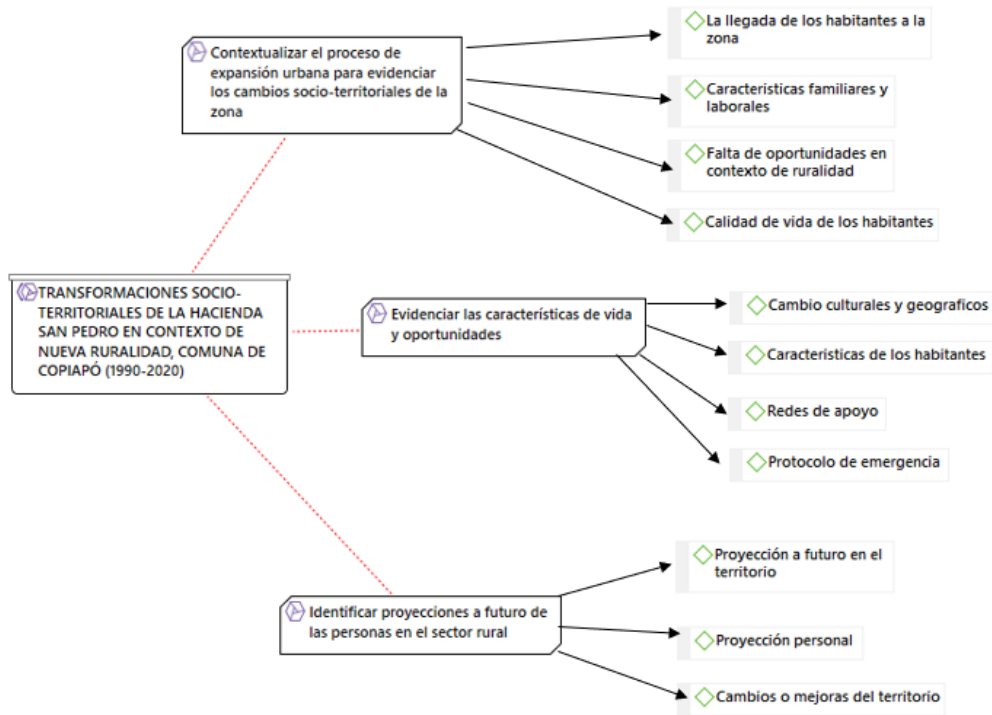 La llegada de los habitantes a la
zona
Contextualizar el proceso de
expansión urbana para evidenciar
los cambios socio-territoriales de la
zona
Caracteristicas familiares y
laborales
Falta de oportunidades en
contexto de ruralidad
Calidad de vida de los habitantes
TRANSFORMACIONES SOCIO-
TERRITORIALES DE LA HACIENDA
SAN PEDRO EN CONTEXTO DE
NUEVA RURALIDAD, COMUNA DE
COPIAPÓ (1990-2020)
Evidenciar las características de vida
y oportunidades
Cambio culturales y geograficos
Caracteristicas de los habitantes
Redes de apoyo
Protocolo de emergencia
Identificar proyecciones a futuro de
las personas en el sector rural
Proyección a futuro en el
territorio
Proyección personal
Cambios o mejoras del territorio